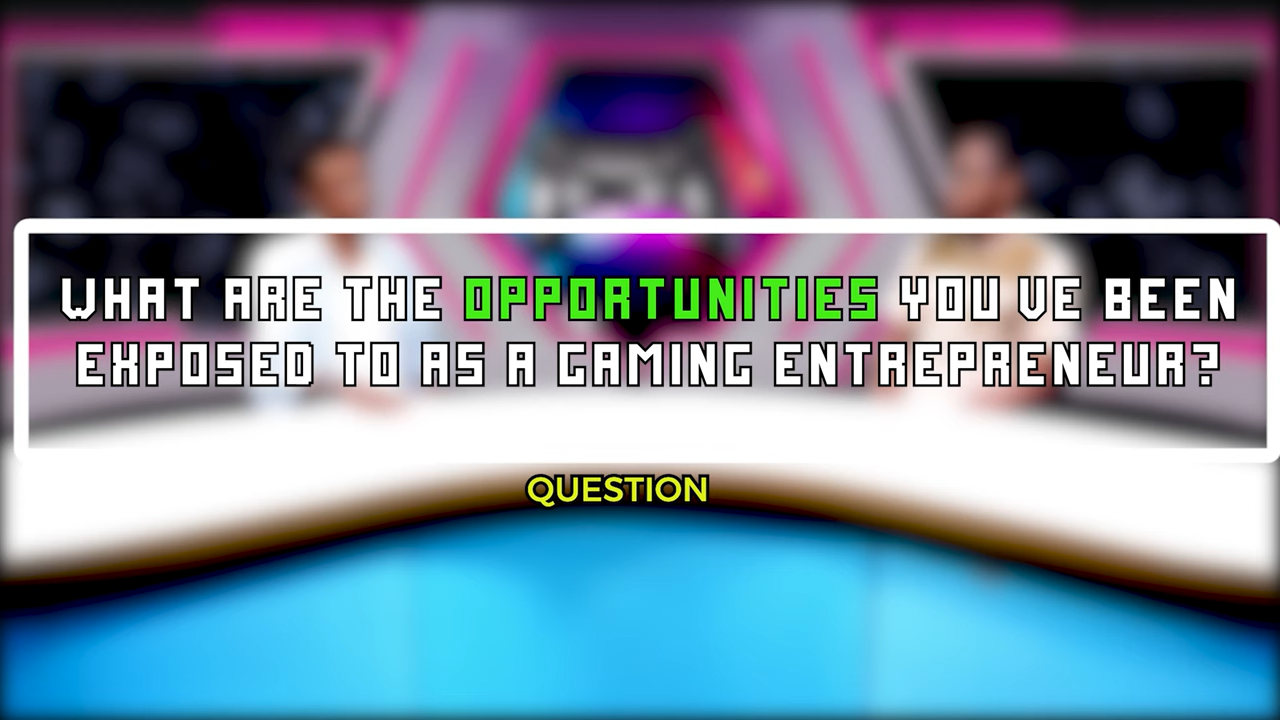 WHAT ARE THE OPPORTUNITIES YOU VE BEEN
EXPOSED TO AS A GAMING ENTREPRENEUR?
QUESTION